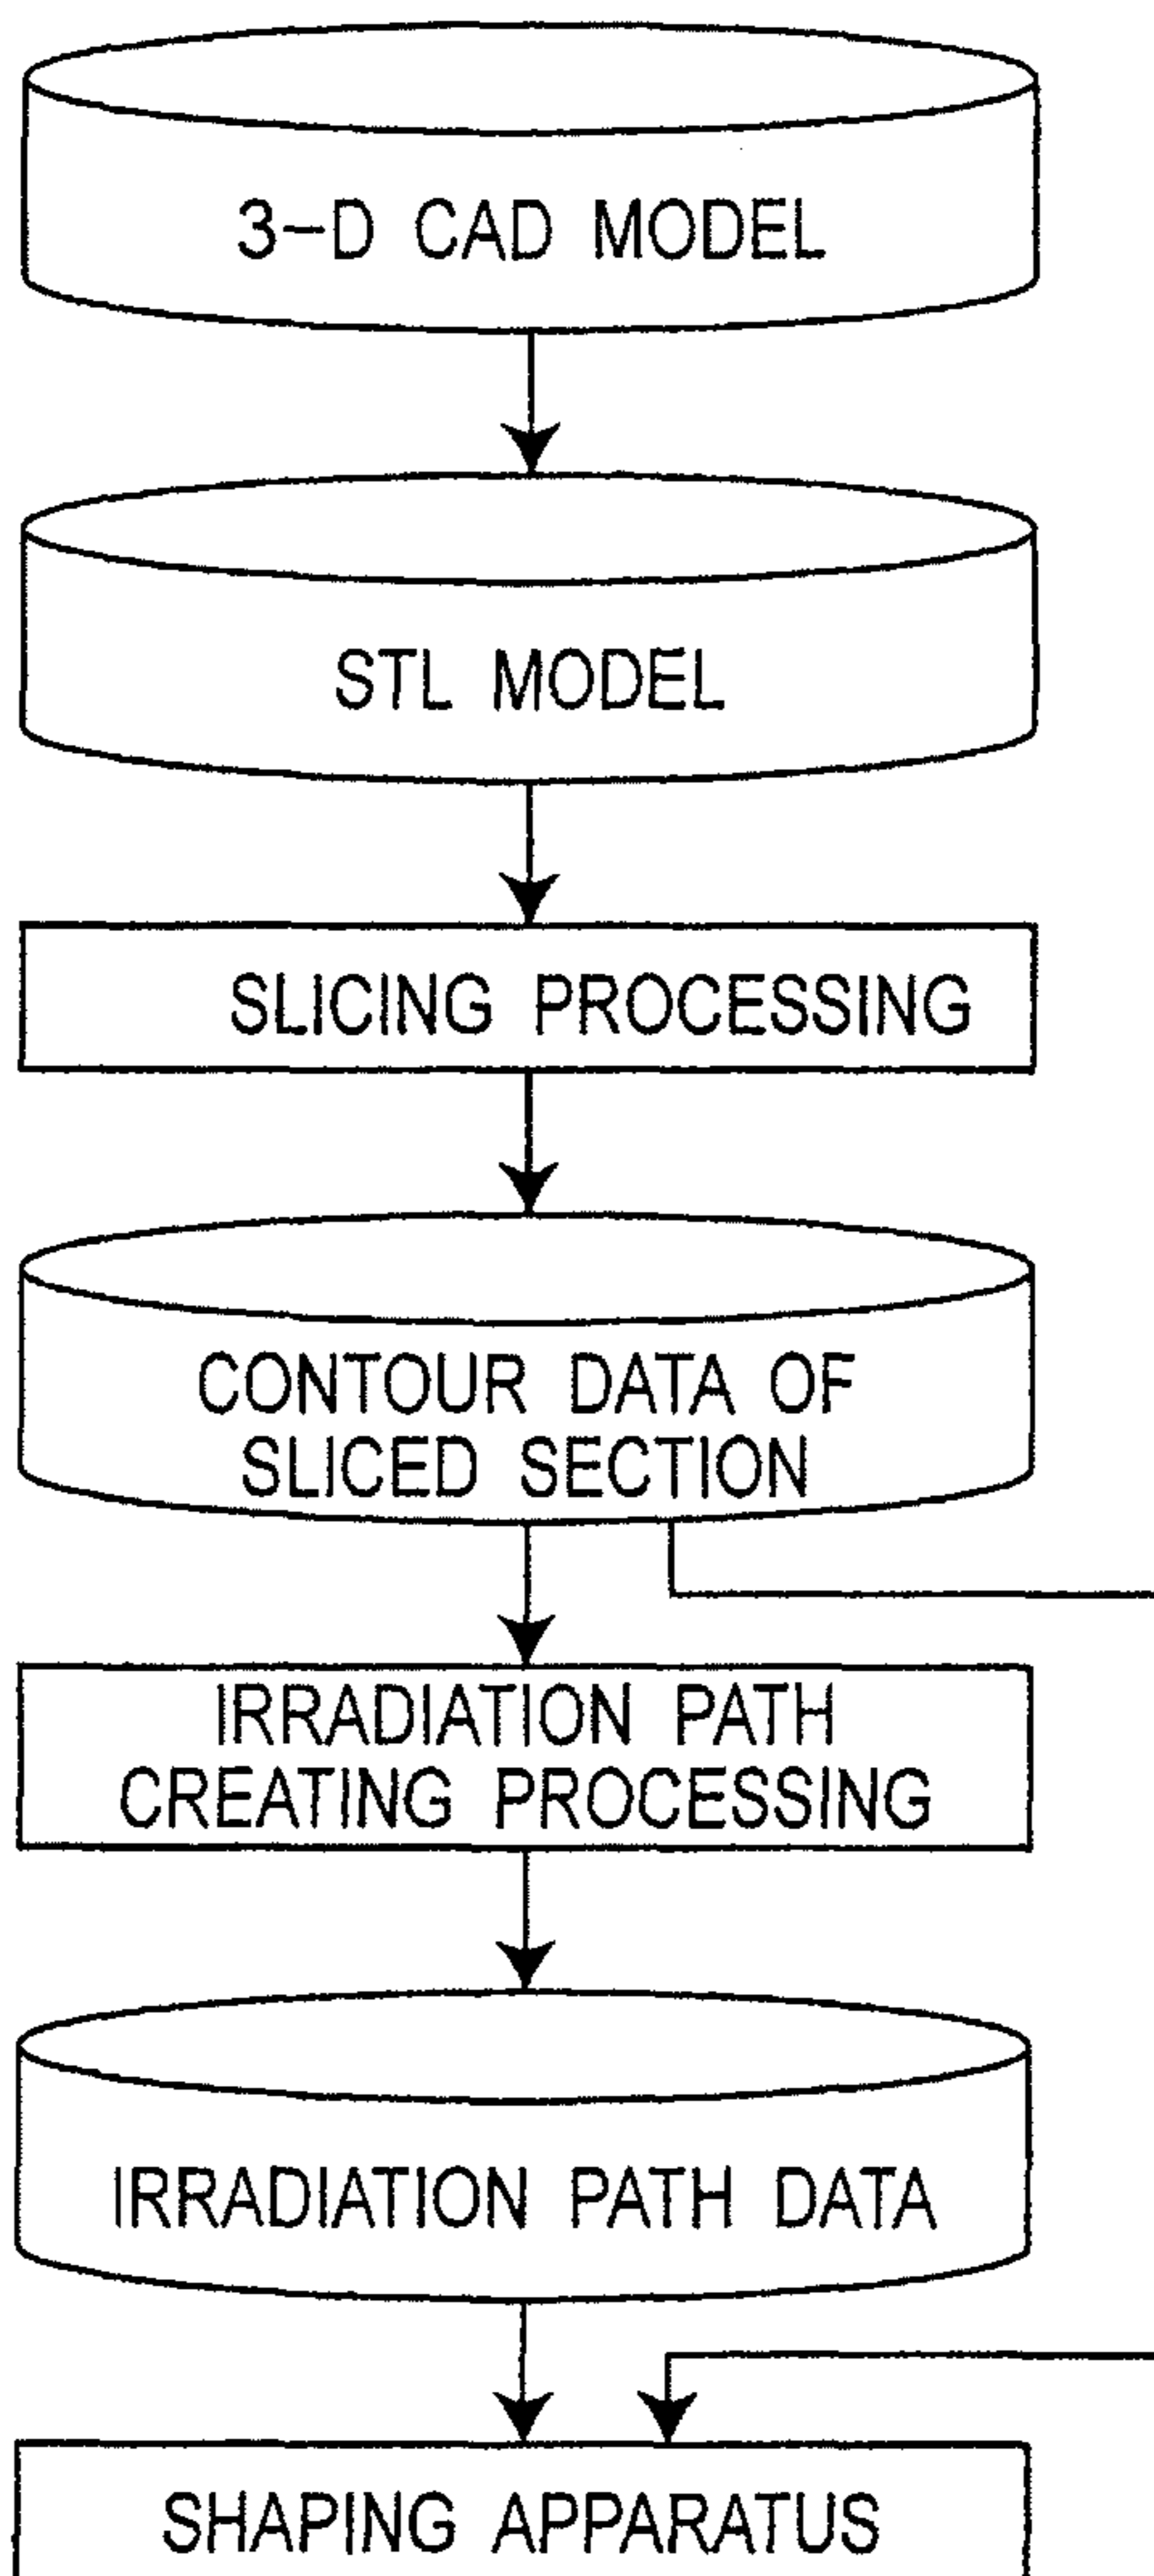 3-D CAD MODEL
STL MODEL
SLICING PROCESSING
CONTOUR DATA OF
SLICED SECTION
IRRADIATION PATH
CREATING PROCESSING
IRRADIATION PATH DATA
SHAPING APPARATUS